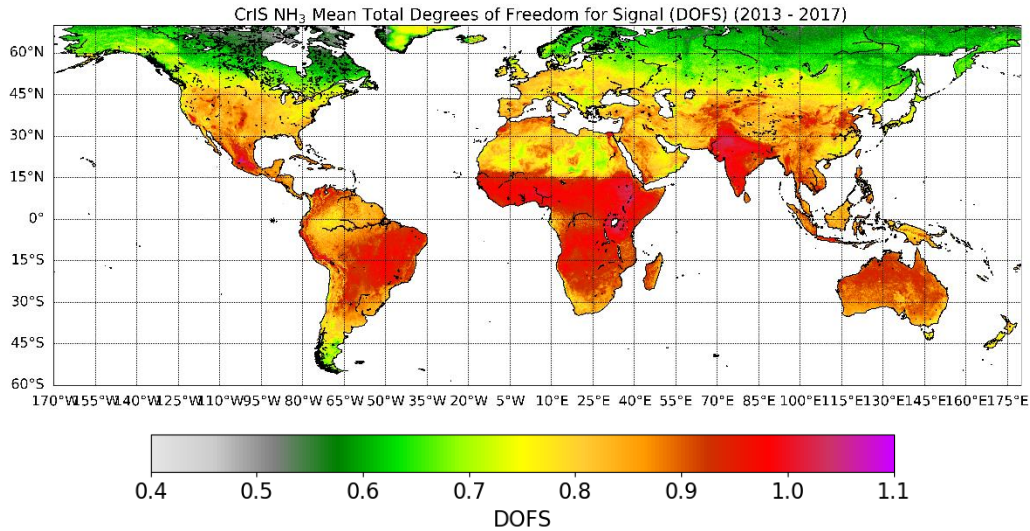 CrIS NH₃ Mean Total Degrees of Freedom for Signal (DOFS) (2013 - 2017)
60°N
45°N
30°N
15°N
0°
15°S
30°S
45°S
60°S
170°W155°W140°W125°W110°W95°W 80°W 65°W 50°W 35°W 20°W 5°W 10°E 25°E 40°E 55°E 70°E 85°E 100°E115°E130°E145°E160°E175°E
0.4 0.5 0.6 0.7 0.8 0.9 1.0 1.1
DOFS